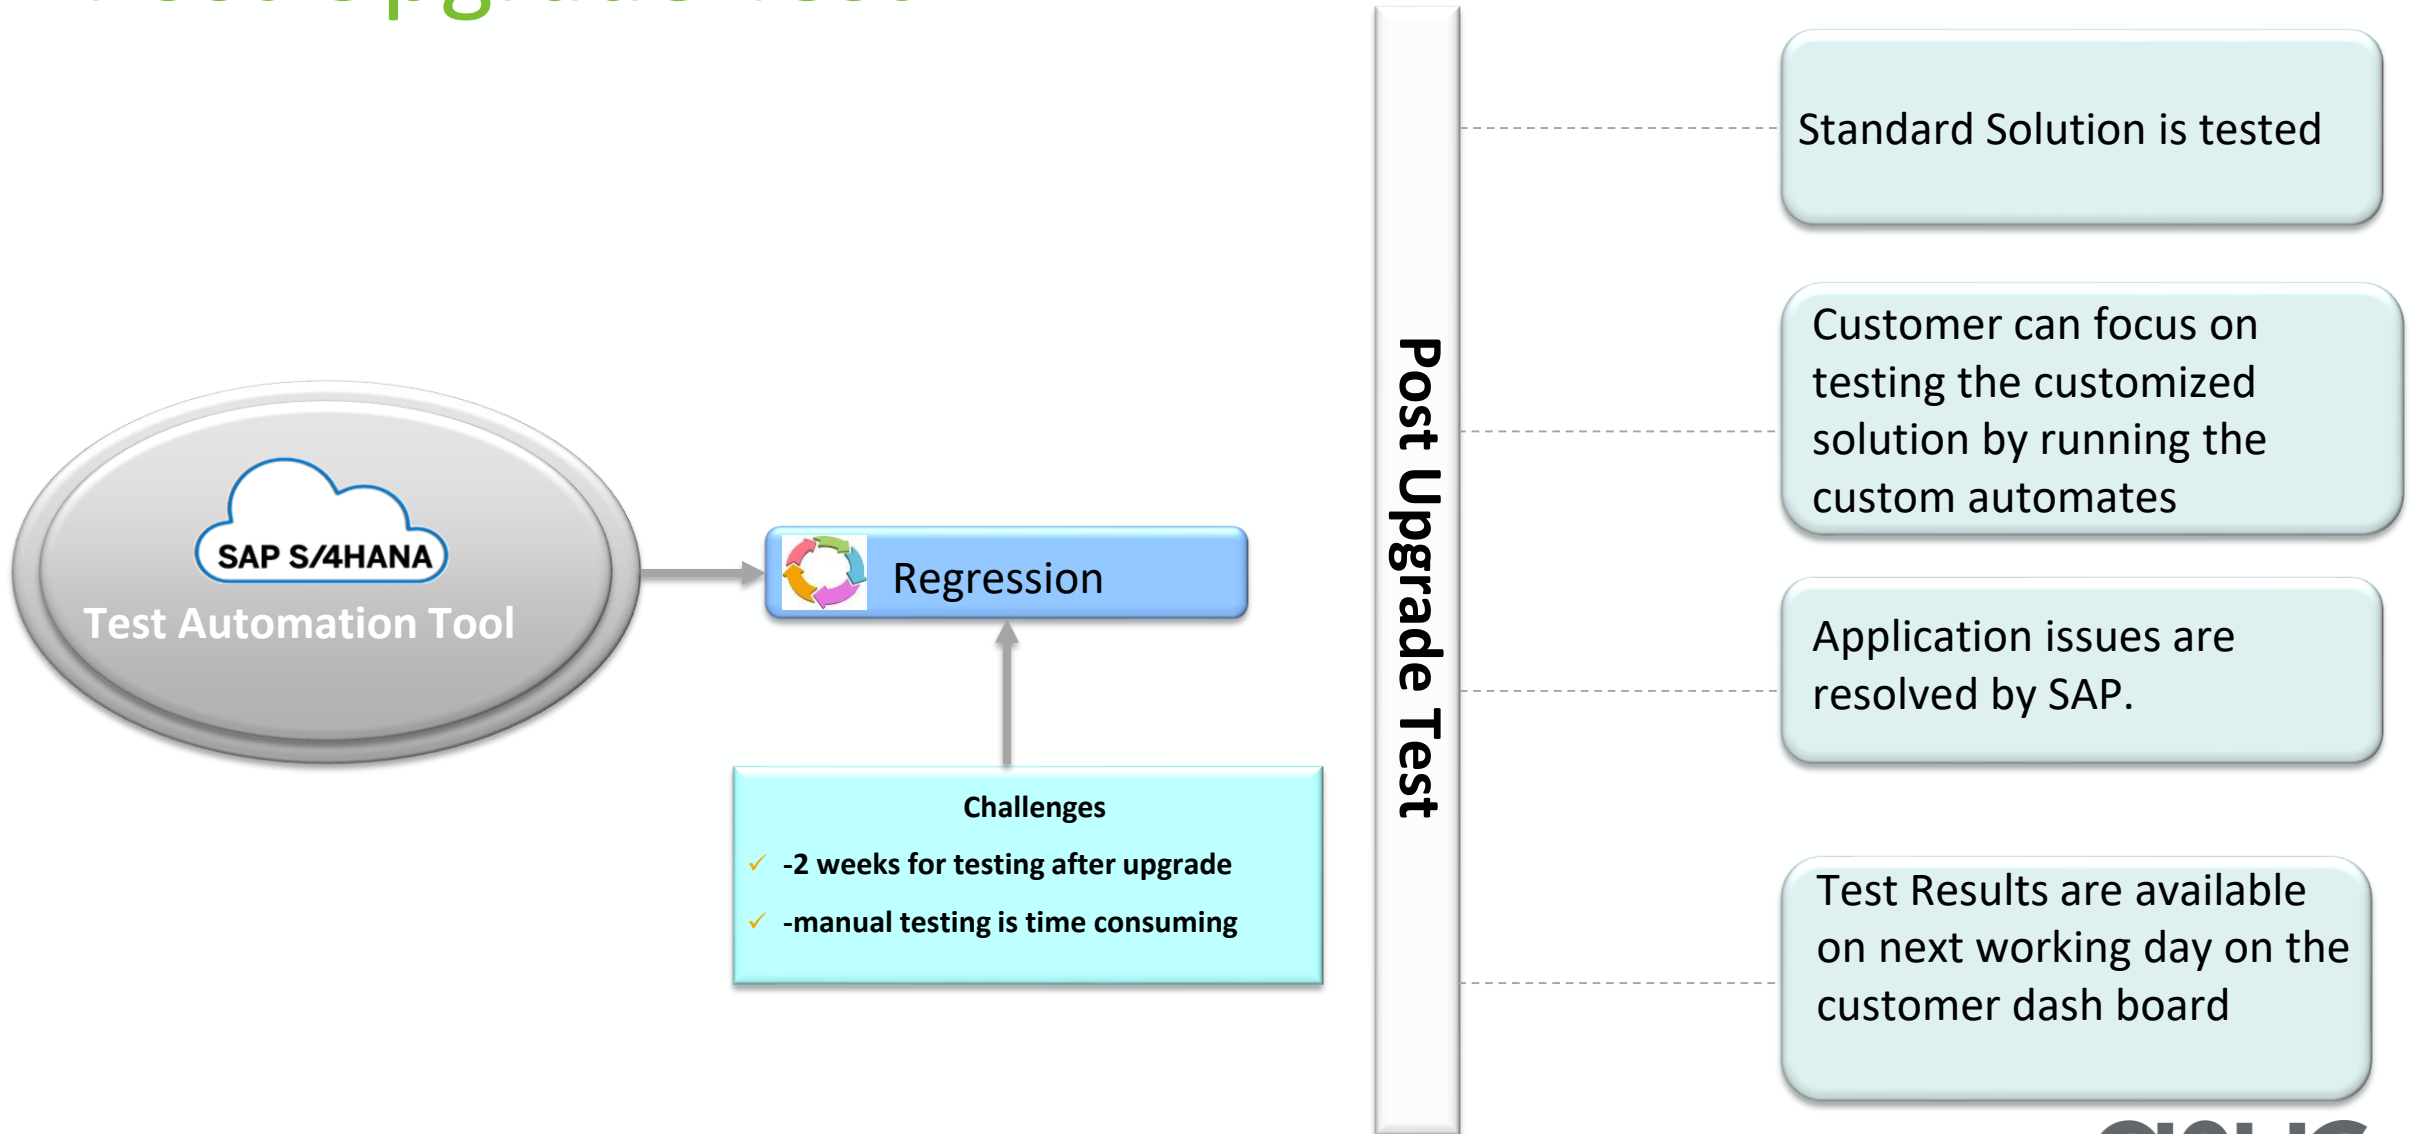 Post Upgrade Test
SAP S/4HANA
Test Automation Tool
Regression
Challenges
✓ -2 weeks for testing after upgrade
✓ -manual testing is time consuming
Post Upgrade Test
Standard Solution is tested
Customer can focus on
testing the customized
solution by running the
custom automates
Application issues are
resolved by SAP.
Test Results are available
on next working day on the
customer dash board